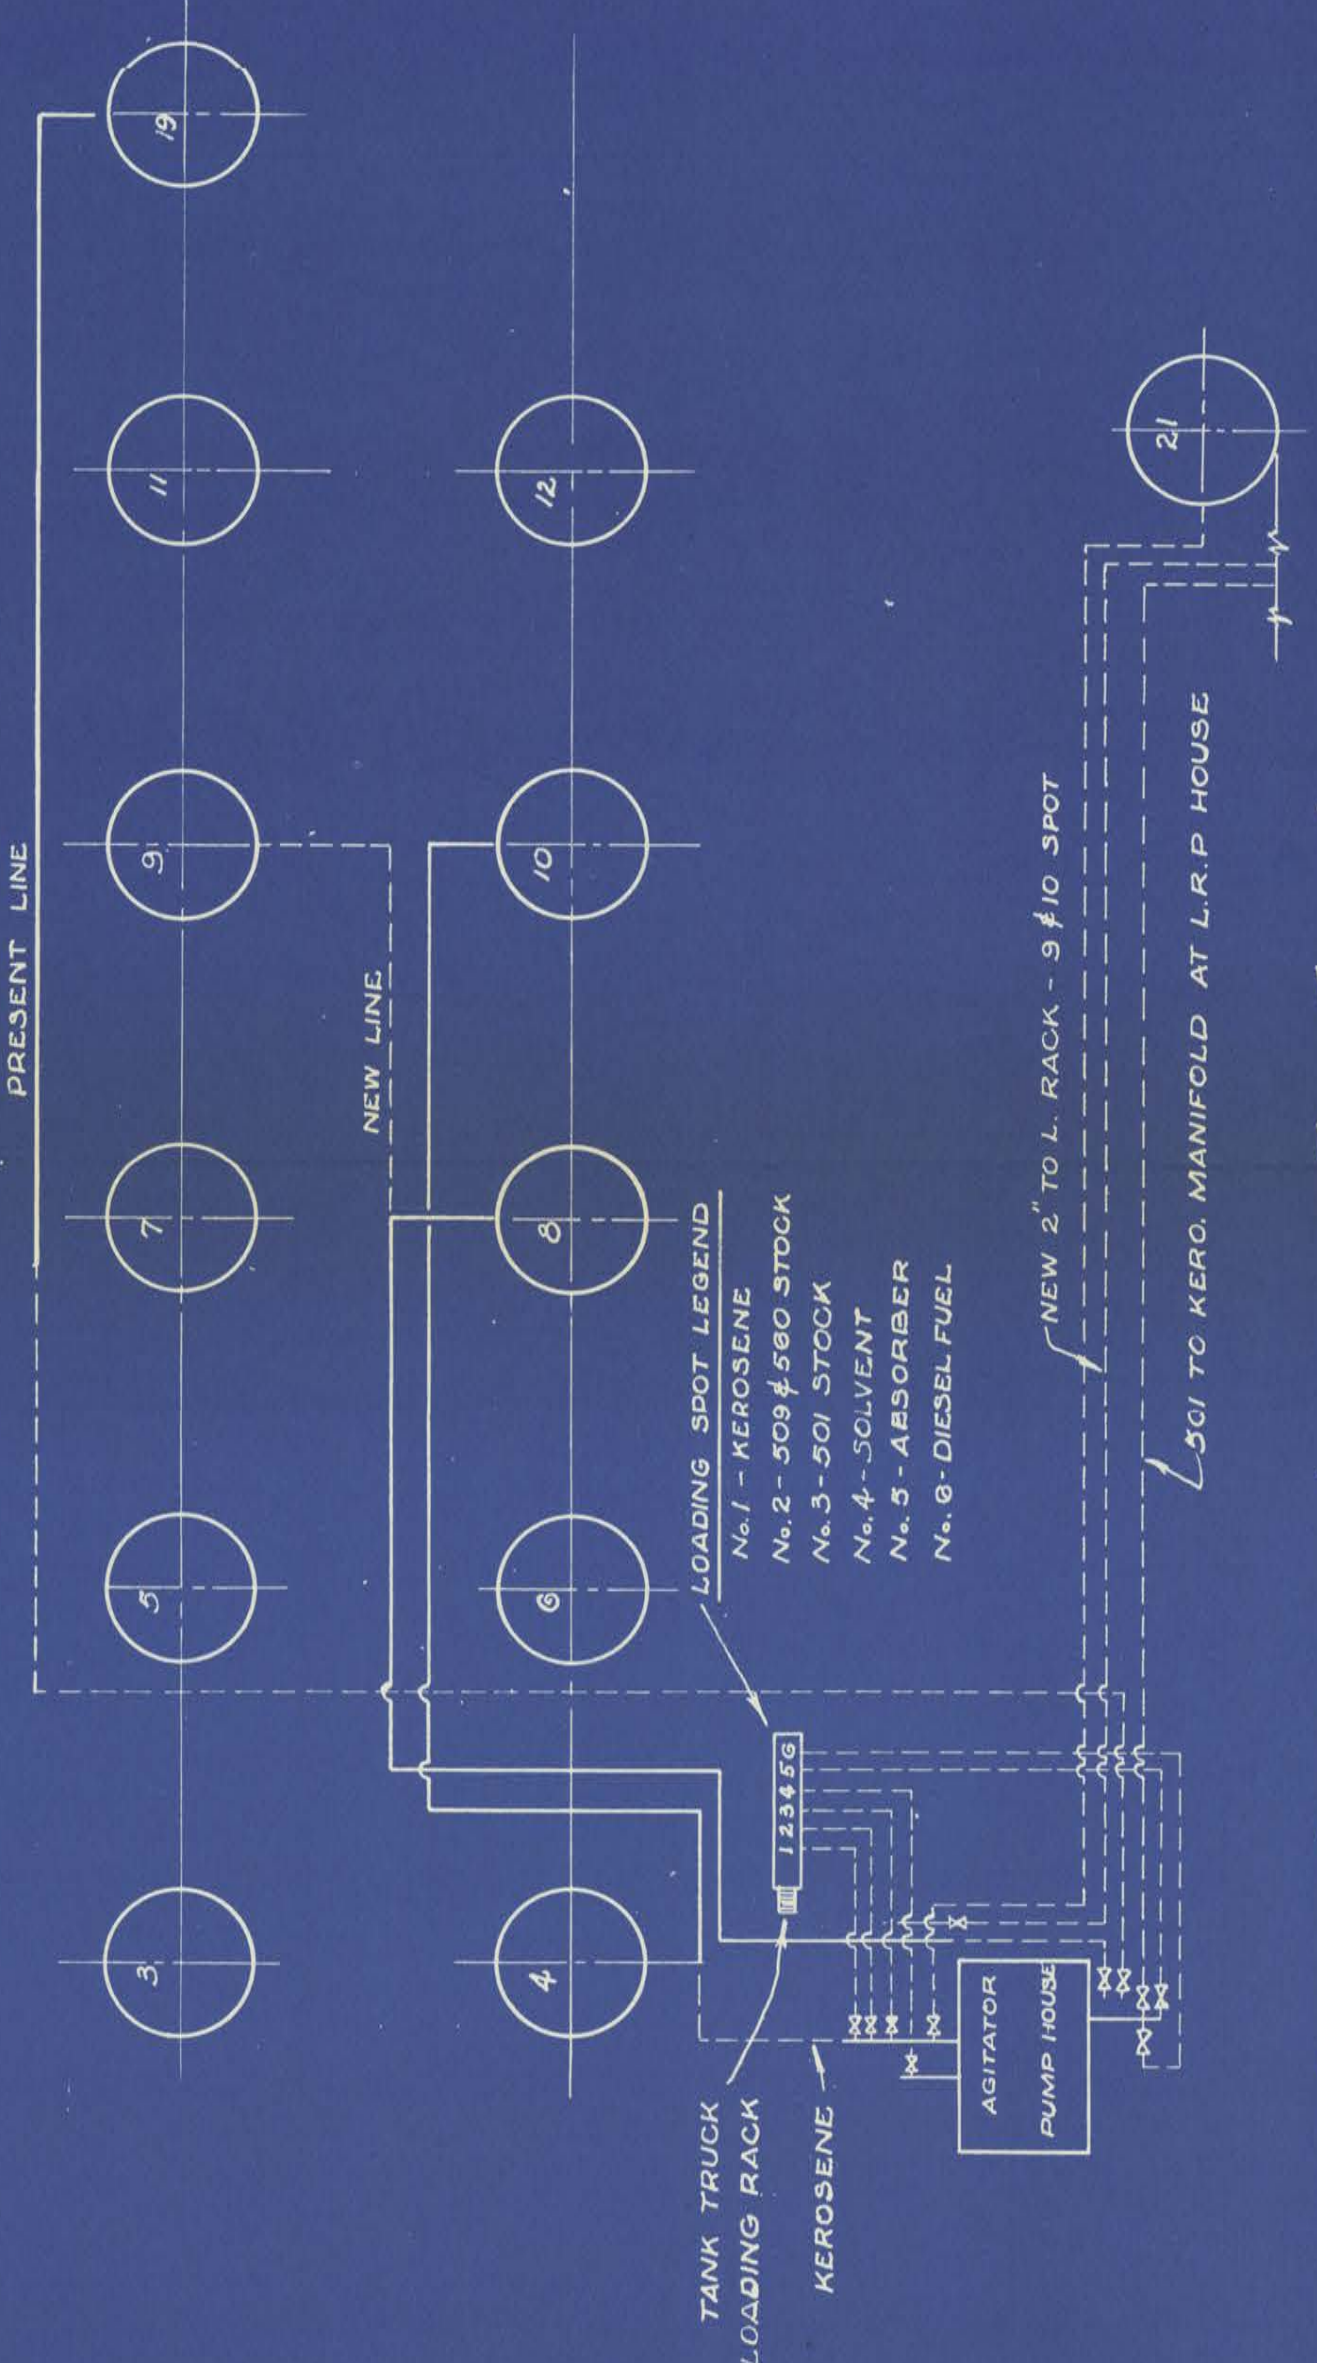 PRESENT LINE
19
11
9
7
5
3
NEW LINE
12
10
8
6
4
LOADING SPOT LEGEND
No.1 - KEROSENE
No.2 - 509 & 560 STOCK
No.3 - 501 STOCK
No.4 - SOLVENT
No.5 - ABSORBER
No.6 - DIESEL FUEL
1 2 3 4 5 6
TANK TRUCK
LOADING RACK
KEROSENE
AGITATOR
PUMP HOUSE
21
NEW 2" TO L. RACK - 9 & 10 SPOT
501 TO KERO. MANIFOLD AT L.R.P HOUSE